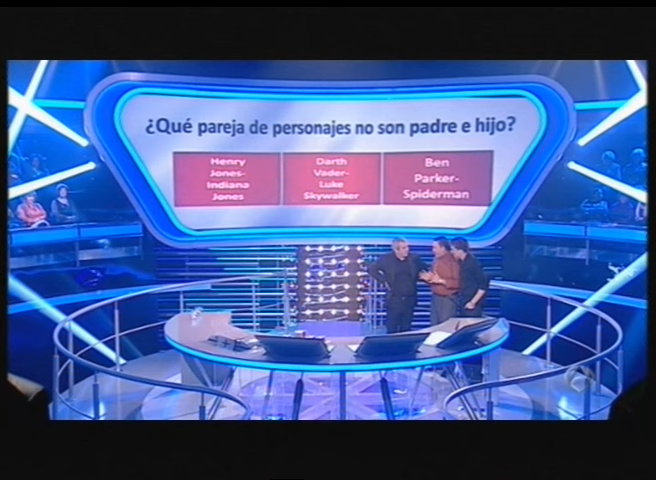 ¿Qué pareja de personajes no son padre e hijo?
Henry
Jones-
Indiana
Jones
Darth
Vader-
Luke
Skywalker
Ben
Parker-
Spiderman